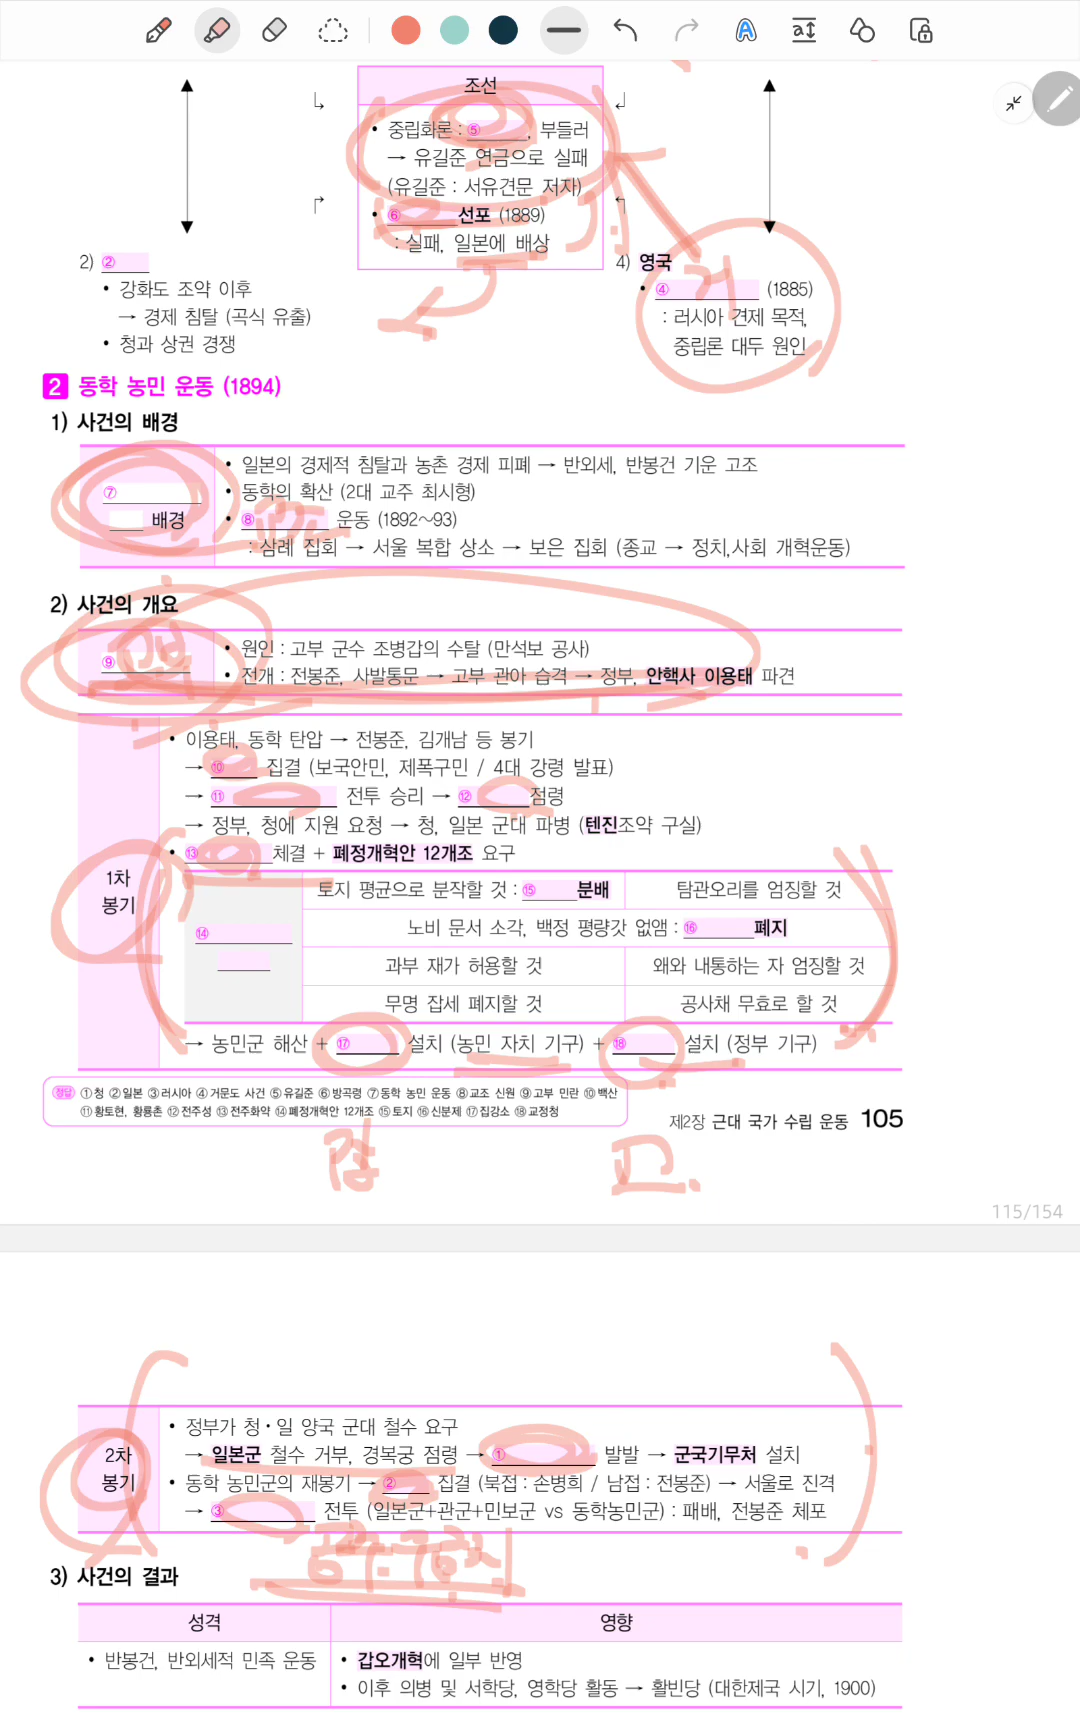 조선
• 중립화론 : ⑤, 부들러
→ 유길준 연금으로 실패
(유길준 : 서유견문 저자)
• ⑥ 선포 (1889)
: 실패, 일본에 배상
2) ②
• 강화도 조약 이후
→ 경제 침탈 (곡식 유출)
• 청과 상권 경쟁
4) 영국
• ④ (1885)
: 러시아 견제 목적,
중립론 대두 원인
거
2 동학 농민 운동 (1894)
1) 사건의 배경
⑦
배경
• 일본의 경제적 침탈과 농촌 경제 피폐 → 반외세, 반봉건 기운 고조
• 동학의 확산 (2대 교주 최시형)
• ⑧ 운동 (1892~93)
: 삼례 집회 → 서울 복합 상소 → 보은 집회 (종교 → 정치,사회 개혁운동)
2) 사건의 개요
⑨
• 원인 : 고부 군수 조병갑의 수탈 (만석보 공사)
• 전개 : 전봉준, 사발통문 → 고부 관아 습격 → 정부, 안핵사 이용태 파견
1차
봉기
• 이용태, 동학 탄압 → 전봉준, 김개남 등 봉기
→ ⑩ 집결 (보국안민, 제폭구민 / 4대 강령 발표)
→ ⑪ 전투 승리 → ⑫ 점령
→ 정부, 청에 지원 요청 → 청, 일본 군대 파병 (텐진조약 구실)
• ⑬ 체결 + 폐정개혁안 12개조 요구
⑭
토지 평균으로 분작할 것 : ⑮ 분배 탐관오리를 엄징할 것
노비 문서 소각, 백정 평량갓 없앰 : ⑯ 폐지
과부 재가 허용할 것 왜와 내통하는 자 엄징할 것
무명 잡세 폐지할 것 공사채 무효로 할 것
→ 농민군 해산 + ⑰ 설치 (농민 자치 기구) + ⑱ 설치 (정부 기구)
정답 ①청 ②일본 ③러시아 ④거문도 사건 ⑤유길준 ⑥방곡령 ⑦동학 농민 운동 ⑧교조 신원 ⑨고부 민란 ⑩백산
⑪황토현, 황룡촌 ⑫전주성 ⑬전주화약 ⑭폐정개혁안 12개조 ⑮토지 ⑯신분제 ⑰집강소 ⑱교정청
제2장 근대 국가 수립 운동 105
집 교.
115/154
2차
봉기
• 정부가 청·일 양국 군대 철수 요구
→ 일본군 철수 거부, 경복궁 점령 → ① 발발 → 군국기무처 설치
• 동학 농민군의 재봉기 → ② 집결 (북접 : 손병희 / 남접 : 전봉준) → 서울로 진격
→ ③ 전투 (일본군+관군+민보군 vs 동학농민군) : 패배, 전봉준 체포
3) 사건의 결과
성격 영향
• 반봉건, 반외세적 민족 운동
• 갑오개혁에 일부 반영
• 이후 의병 및 서학당, 영학당 활동 → 활빈당 (대한제국 시기, 1900)